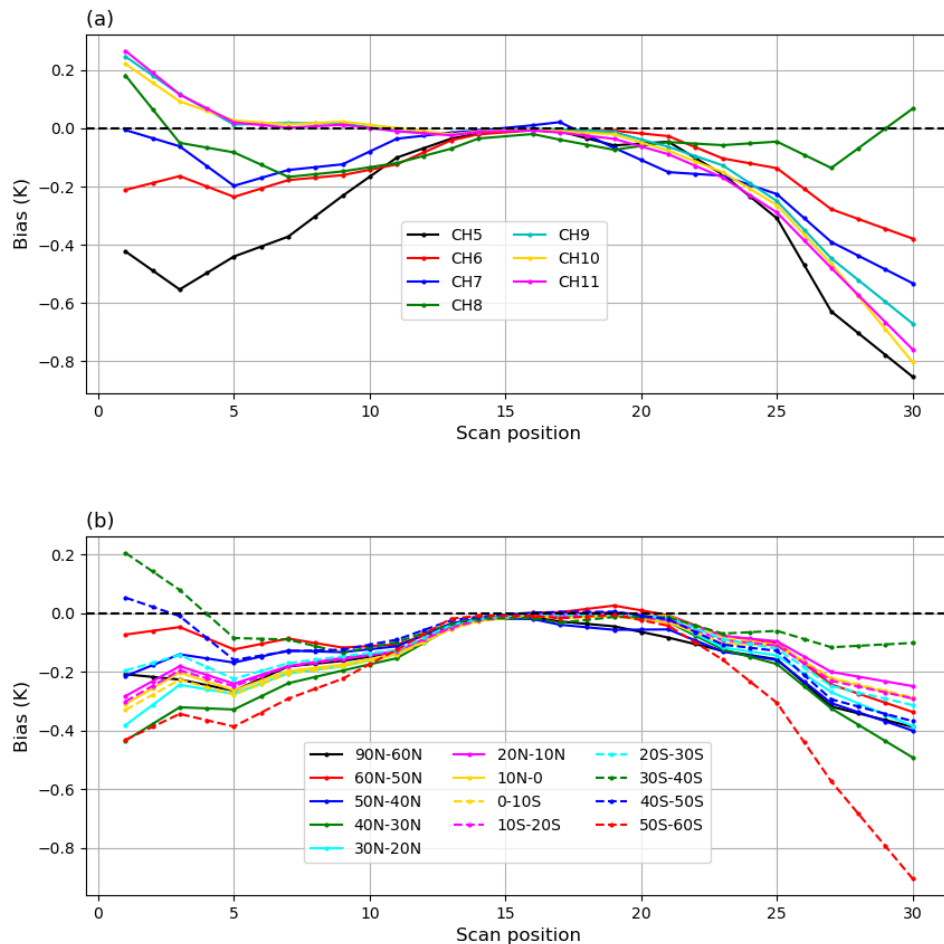 (a)
0.2
0.0
−0.2
−0.4
−0.6
−0.8
Bias (K)
CH5 CH9
CH6 CH10
CH7 CH11
CH8
0 5 10 15 20 25 30
Scan position
(b)
0.2
0.0
−0.2
−0.4
−0.6
−0.8
Bias (K)
90N-60N 20N-10N 20S-30S
60N-50N 10N-0 30S-40S
50N-40N 0-10S 40S-50S
40N-30N 10S-20S 50S-60S
30N-20N
0 5 10 15 20 25 30
Scan position